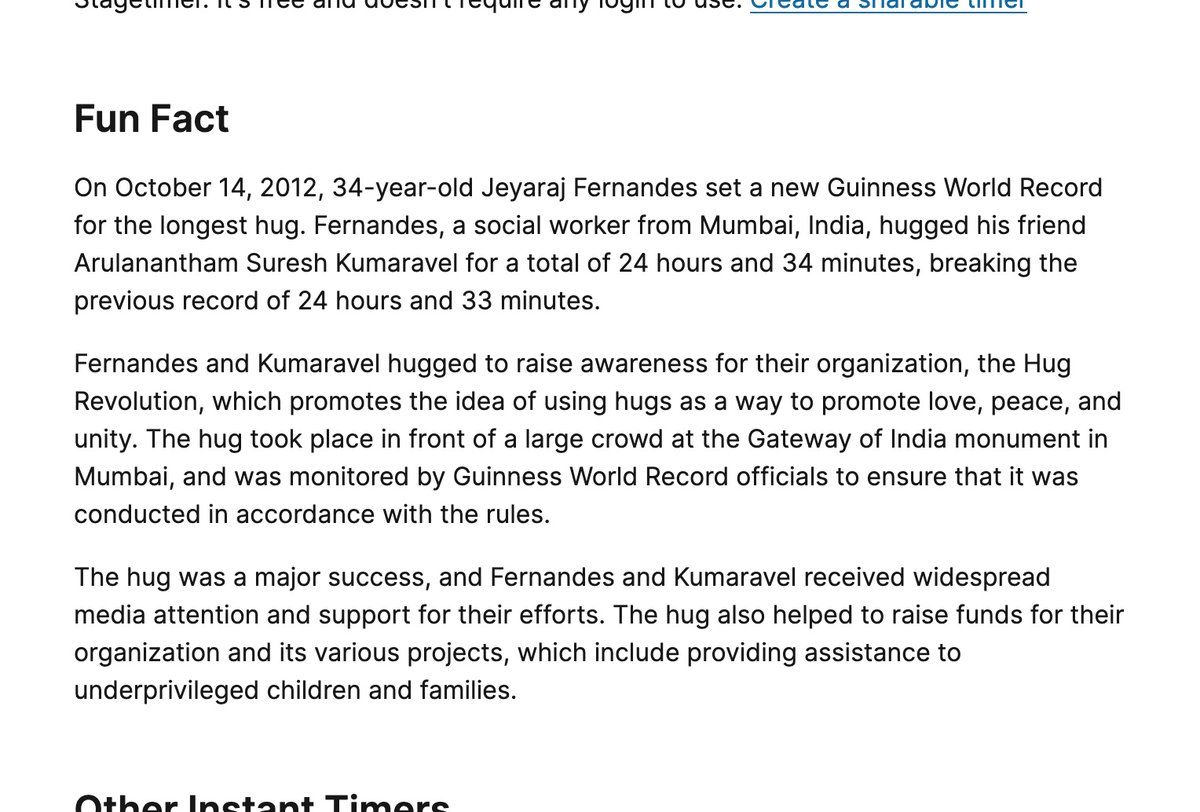 Stagetimer. It's free and doesn't require any login to use. Create a sharable timer
Fun Fact
On October 14, 2012, 34-year-old Jeyaraj Fernandes set a new Guinness World Record
for the longest hug. Fernandes, a social worker from Mumbai, India, hugged his friend
Arulanantham Suresh Kumaravel for a total of 24 hours and 34 minutes, breaking the
previous record of 24 hours and 33 minutes.
Fernandes and Kumaravel hugged to raise awareness for their organization, the Hug
Revolution, which promotes the idea of using hugs as a way to promote love, peace, and
unity. The hug took place in front of a large crowd at the Gateway of India monument in
Mumbai, and was monitored by Guinness World Record officials to ensure that it was
conducted in accordance with the rules.
The hug was a major success, and Fernandes and Kumaravel received widespread
media attention and support for their efforts. The hug also helped to raise funds for their
organization and its various projects, which include providing assistance to
underprivileged children and families.
Other Instant Timers